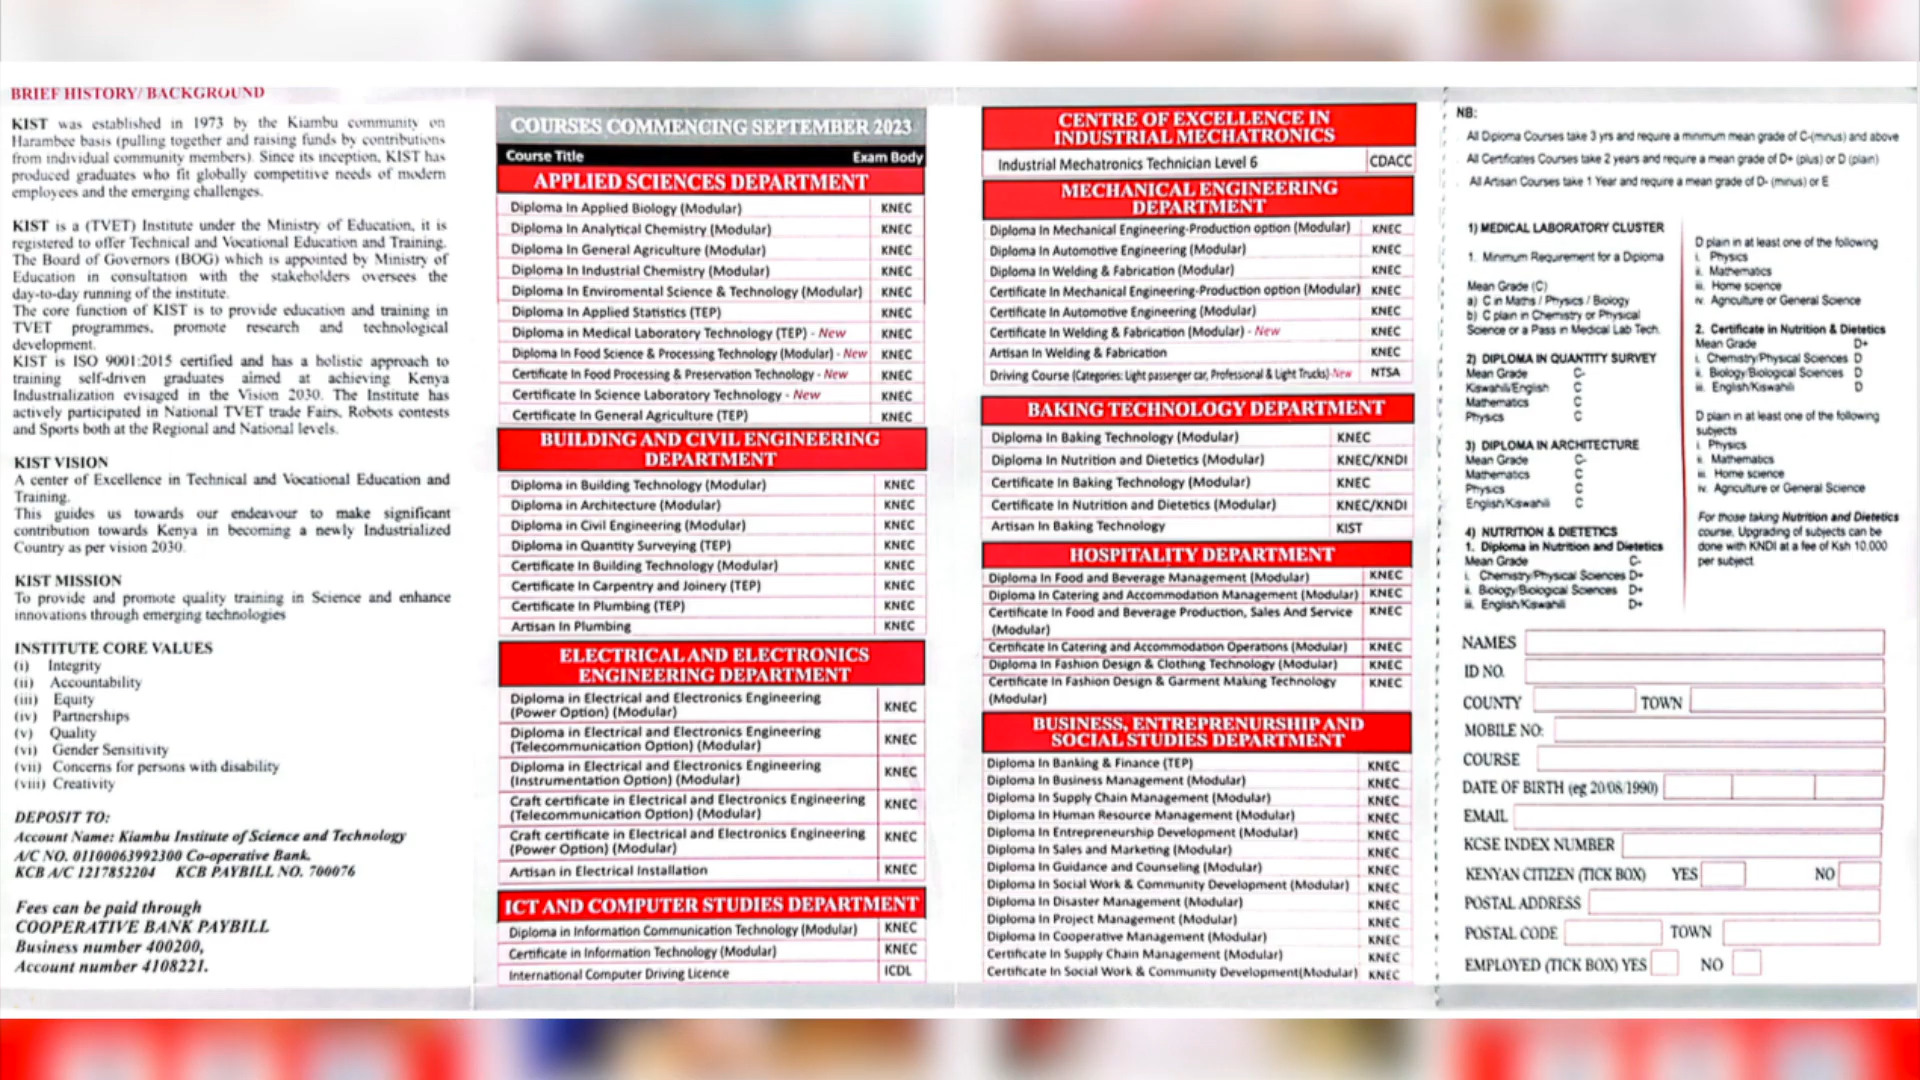 BRIEF HISTORY/ BACKGROUND
KIST was established in 1973 by the Kiambu community on
Harambee basis (pulling together and raising funds by contributions
from individual community members). Since its inception, KIST has
produced graduates who fit globally competitive needs of modern
employees and the emerging challenges.
KIST is a (TVET) Institute under the Ministry of Education, it is
registered to offer Technical and Vocational Education and Training.
The Board of Governors (BOG) which is appointed by Ministry of
Education in consultation with the stakeholders oversees the
day-to-day running of the institute.
The core function of KIST is to provide education and training in
TVET programmes, promote research and technological
development.
KIST is ISO 9001:2015 certified and has a holistic approach to
training self-driven graduates aimed at achieving Kenya
Industrialization evisaged in the Vision 2030. The Institute has
actively participated in National TVET trade Fairs, Robots contests
and Sports both at the Regional and National levels.
KIST VISION
A center of Excellence in Technical and Vocational Education and
Training.
This guides us towards our endeavour to make significant
contribution towards Kenya in becoming a newly Industrialized
Country as per vision 2030.
KIST MISSION
To provide and promote quality training in Science and enhance
innovations through emerging technologies
INSTITUTE CORE VALUES
(i) Integrity
(ii) Accountability
(iii) Equity
(iv) Partnerships
(v) Quality
(vi) Gender Sensitivity
(vii) Concerns for persons with disability
(viii) Creativity
DEPOSIT TO:
Account Name: Kiambu Institute of Science and Technology
A/C NO. 01100063992300 Co-operative Bank.
KCB A/C 1217852204 KCB PAYBILL NO. 700076
Fees can be paid through
COOPERATIVE BANK PAYBILL
Business number 400200,
Account number 4108221.
COURSES COMMENCING SEPTEMBER 2023
Course Title Exam Body
APPLIED SCIENCES DEPARTMENT
Diploma In Applied Biology (Modular) KNEC
Diploma In Analytical Chemistry (Modular) KNEC
Diploma In General Agriculture (Modular) KNEC
Diploma In Industrial Chemistry (Modular) KNEC
Diploma In Enviromental Science & Technology (Modular) KNEC
Diploma In Applied Statistics (TEP) KNEC
Diploma in Medical Laboratory Technology (TEP) - New KNEC
Diploma In Food Science & Processing Technology (Modular) - New KNEC
Certificate In Food Processing & Preservation Technology - New KNEC
Certificate In Science Laboratory Technology - New KNEC
Certificate In General Agriculture (TEP) KNEC
BUILDING AND CIVIL ENGINEERING
DEPARTMENT
Diploma in Building Technology (Modular) KNEC
Diploma in Architecture (Modular) KNEC
Diploma in Civil Engineering (Modular) KNEC
Diploma in Quantity Surveying (TEP) KNEC
Certificate In Building Technology (Modular) KNEC
Certificate In Carpentry and Joinery (TEP) KNEC
Certificate In Plumbing (TEP) KNEC
Artisan In Plumbing KNEC
ELECTRICAL AND ELECTRONICS
ENGINEERING DEPARTMENT
Diploma in Electrical and Electronics Engineering
(Power Option) (Modular) KNEC
Diploma in Electrical and Electronics Engineering
(Telecommunication Option) (Modular) KNEC
Diploma in Electrical and Electronics Engineering
(Instrumentation Option) (Modular) KNEC
Craft certificate in Electrical and Electronics Engineering
(Telecommunication Option) (Modular) KNEC
Craft certificate in Electrical and Electronics Engineering
(Power Option) (Modular) KNEC
Artisan in Electrical Installation KNEC
ICT AND COMPUTER STUDIES DEPARTMENT
Diploma in Information Communication Technology (Modular) KNEC
Certificate in Information Technology (Modular) KNEC
International Computer Driving Licence ICDL
CENTRE OF EXCELLENCE IN
INDUSTRIAL MECHATRONICS
Industrial Mechatronics Technician Level 6 CDACC
MECHANICAL ENGINEERING
DEPARTMENT
Diploma In Mechanical Engineering-Production option (Modular) KNEC
Diploma In Automotive Engineering (Modular) KNEC
Diploma In Welding & Fabrication (Modular) KNEC
Certificate In Mechanical Engineering-Production option (Modular) KNEC
Certificate In Automotive Engineering (Modular) KNEC
Certificate In Welding & Fabrication (Modular) - New KNEC
Artisan In Welding & Fabrication KNEC
Driving Course (Categories: Light passenger car, Professional & Light Trucks)-New NTSA
BAKING TECHNOLOGY DEPARTMENT
Diploma In Baking Technology (Modular) KNEC
Diploma In Nutrition and Dietetics (Modular) KNEC/KNDI
Certificate In Baking Technology (Modular) KNEC
Certificate In Nutrition and Dietetics (Modular) KNEC/KNDI
Artisan In Baking Technology KIST
HOSPITALITY DEPARTMENT
Diploma In Food and Beverage Management (Modular) KNEC
Diploma In Catering and Accommodation Management (Modular) KNEC
Certificate In Food and Beverage Production, Sales And Service KNEC
(Modular)
Certificate In Catering and Accommodation Operations (Modular) KNEC
Diploma In Fashion Design & Clothing Technology (Modular) KNEC
Certificate In Fashion Design & Garment Making Technology KNEC
(Modular)
BUSINESS, ENTREPRENURSHIP AND
SOCIAL STUDIES DEPARTMENT
Diploma In Banking & Finance (TEP) KNEC
Diploma In Business Management (Modular) KNEC
Diploma In Supply Chain Management (Modular) KNEC
Diploma In Human Resource Management (Modular) KNEC
Diploma In Entrepreneurship Development (Modular) KNEC
Diploma In Sales and Marketing (Modular) KNEC
Diploma In Guidance and Counseling (Modular) KNEC
Diploma In Social Work & Community Development (Modular) KNEC
Diploma In Disaster Management (Modular) KNEC
Diploma In Project Management (Modular) KNEC
Diploma In Cooperative Management (Modular) KNEC
Certificate In Supply Chain Management (Modular) KNEC
Certificate In Social Work & Community Development(Modular) KNEC
NB:
All Diploma Courses take 3 yrs and require a minimum mean grade of C-(minus) and above
All Certificates Courses take 2 years and require a mean grade of D+ (plus) or D (plain)
All Artisan Courses take 1 Year and require a mean grade of D- (minus) or E
1) MEDICAL LABORATORY CLUSTER
1. Minimum Requirement for a Diploma
Mean Grade (C)
a) C in Maths / Physics / Biology
b) C plain in Chemistry or Physical
Science or a Pass in Medical Lab Tech.
2) DIPLOMA IN QUANTITY SURVEY
Mean Grade C-
Kiswahili/English C
Mathematics C
Physics C
3) DIPLOMA IN ARCHITECTURE
Mean Grade C-
Mathematics C
Physics C
English/Kiswahili C
4) NUTRITION & DIETETICS
1. Diploma in Nutrition and Dietetics
Mean Grade C-
i. Chemistry/Physical Sciences D+
ii. Biology/Biological Sciences D+
iii. English/Kiswahili D+
D plain in at least one of the following
i. Physics
ii. Mathematics
iii. Home science
iv. Agriculture or General Science
2. Certificate in Nutrition & Dietetics
Mean Grade D+
i. Chemistry/Physical Sciences D
ii. Biology/Biological Sciences D
iii. English/Kiswahili D
D plain in at least one of the following
subjects
i. Physics
ii. Mathematics
iii. Home science
iv. Agriculture or General Science
For those taking Nutrition and Dietetics
course, Upgrading of subjects can be
done with KNDI at a fee of Ksh 10,000
per subject
NAMES
ID NO.
COUNTY TOWN
MOBILE NO:
COURSE
DATE OF BIRTH (eg 20/08/1990)
EMAIL
KCSE INDEX NUMBER
KENYAN CITIZEN (TICK BOX) YES NO
POSTAL ADDRESS
POSTAL CODE TOWN
EMPLOYED (TICK BOX) YES NO